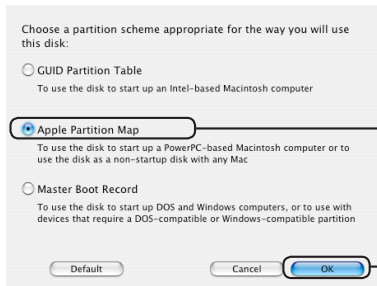 Choose a partition scheme appropriate for the way you will use
this disk:
GUID Partition Table
To use the disk to start up an Intel-based Macintosh computer
Apple Partition Map
To use the disk to start up a PowerPC-based Macintosh computer or to
use the disk as a non-startup disk with any Mac
Master Boot Record
To use the disk to start up DOS and Windows computers, or to use with
devices that require a DOS-compatible or Windows-compatible partition
Default
Cancel
OK